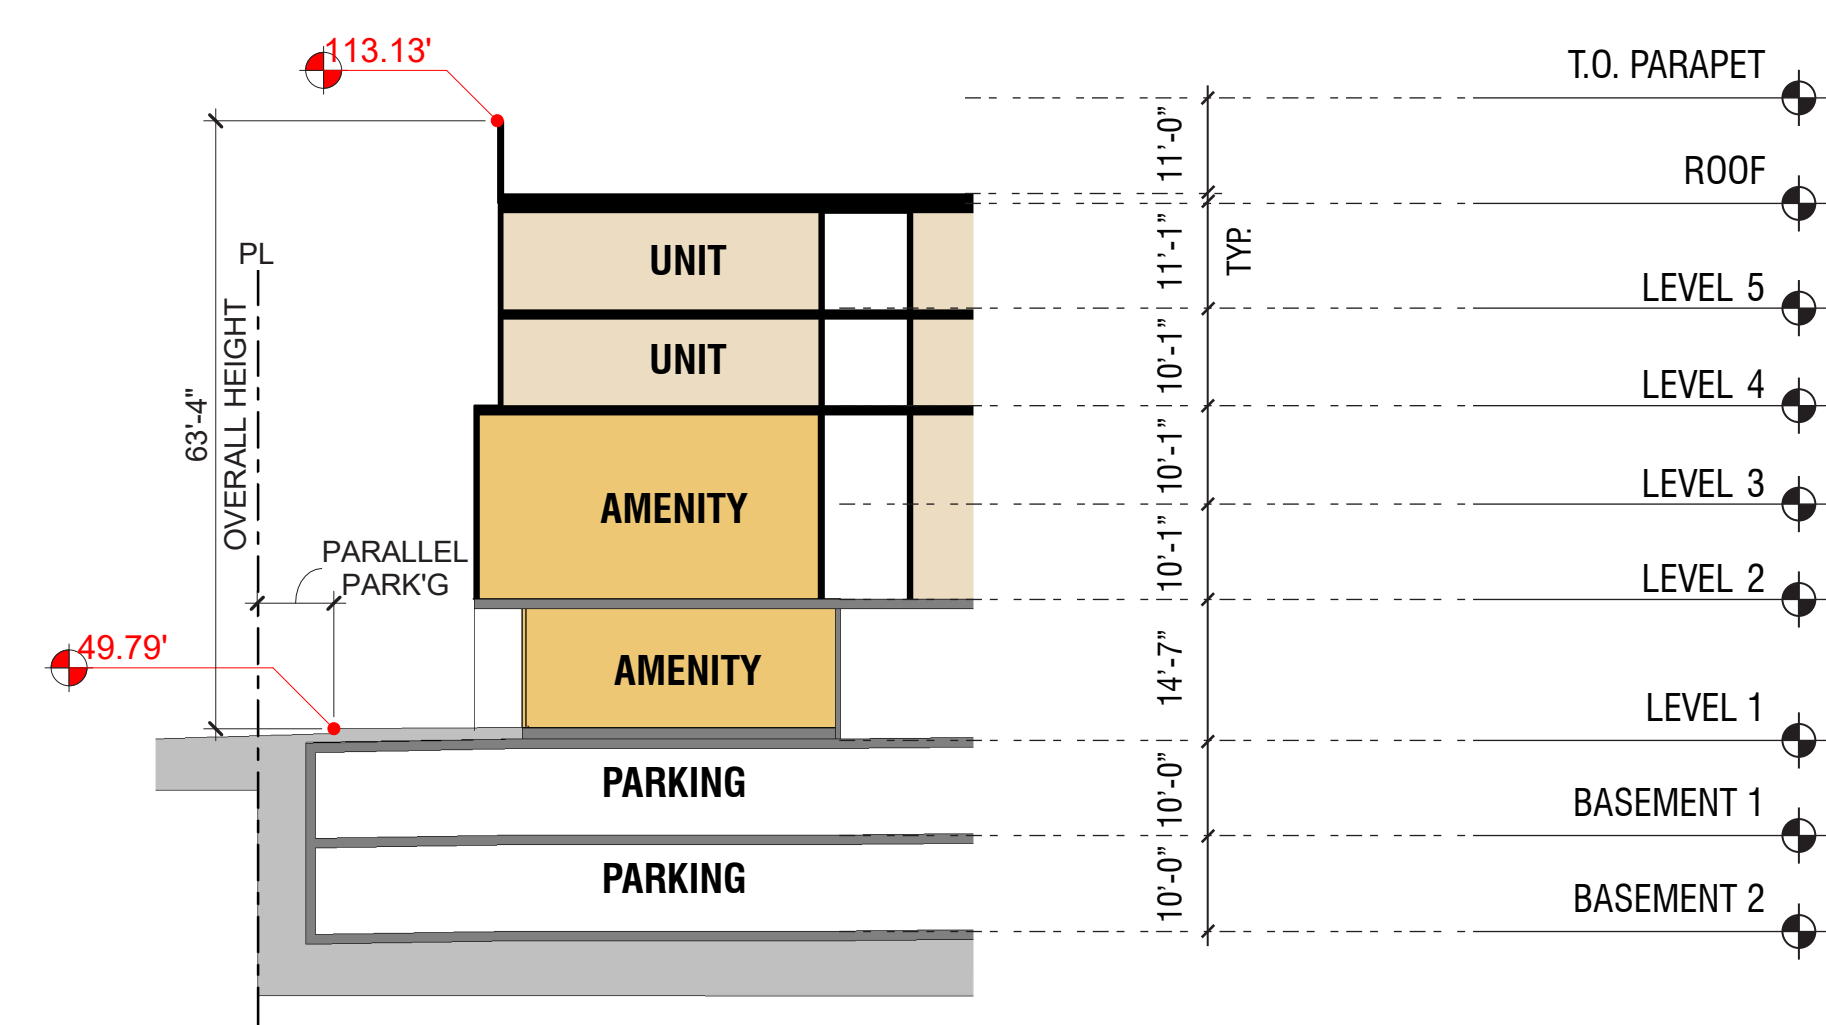 113.13'
T.O. PARAPET
11’-0”
ROOF
PL
UNIT
11’-1”
TYP.
LEVEL 5
63'-4"
OVERALL HEIGHT
UNIT
10’-1”
LEVEL 4
AMENITY
10’-1”
LEVEL 3
PARALLEL
PARK'G
10’-1”
LEVEL 2
49.79'
AMENITY
14’-7”
LEVEL 1
PARKING
10’-0”
BASEMENT 1
PARKING
10’-0”
BASEMENT 2